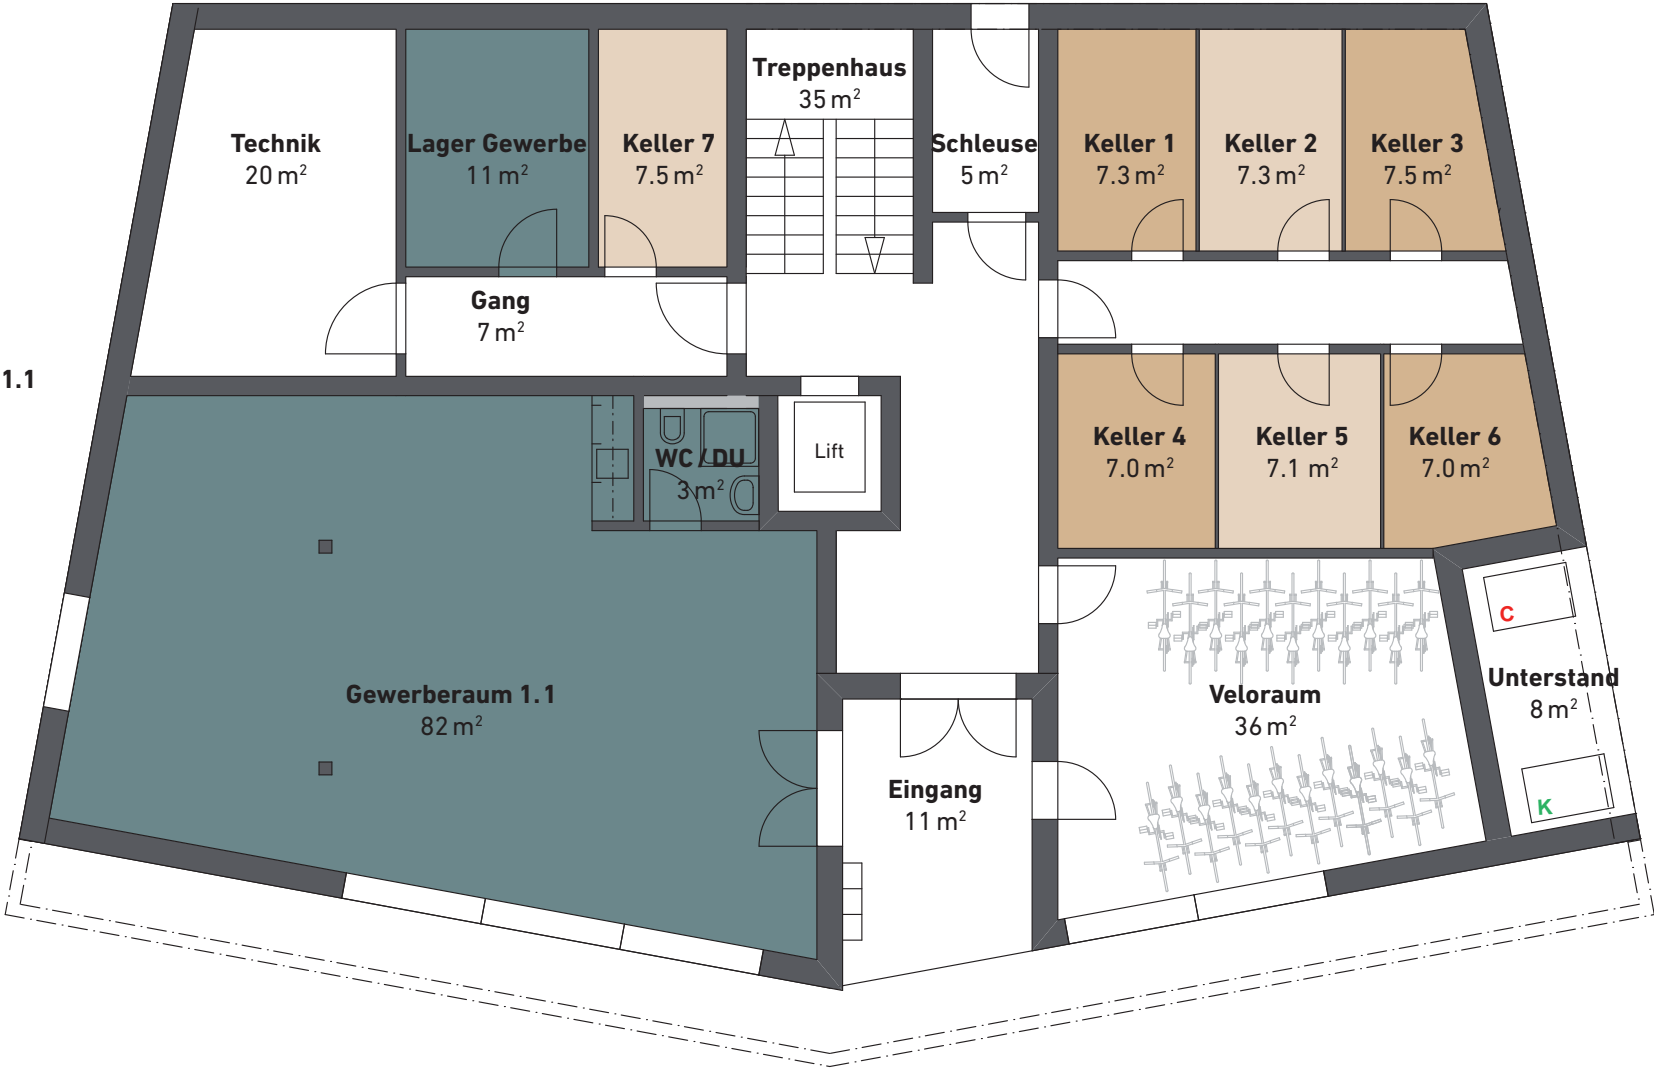 Technik
20 m²
Lager Gewerbe
11 m²
Keller 7
7.5 m²
Treppenhaus
35 m²
Schleuse
5 m²
Keller 1
7.3 m²
Keller 2
7.3 m²
Keller 3
7.5 m²
Gang
7 m²
1.1
WC / DU
3 m²
Lift
Keller 4
7.0 m²
Keller 5
7.1 m²
Keller 6
7.0 m²
C
Gewerberaum 1.1
82 m²
Veloraum
36 m²
Unterstand
8 m²
Eingang
11 m²
K